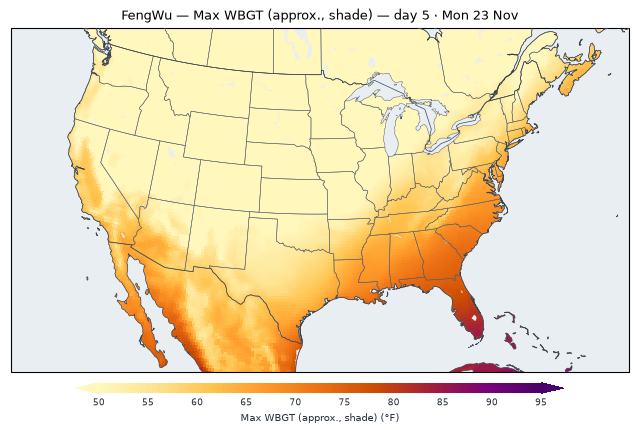 FengWu — Max WBGT (approx., shade) — day 5 · Mon 23 Nov
50 55 60 65 70 75 80 85 90 95
Max WBGT (approx., shade) (°F)